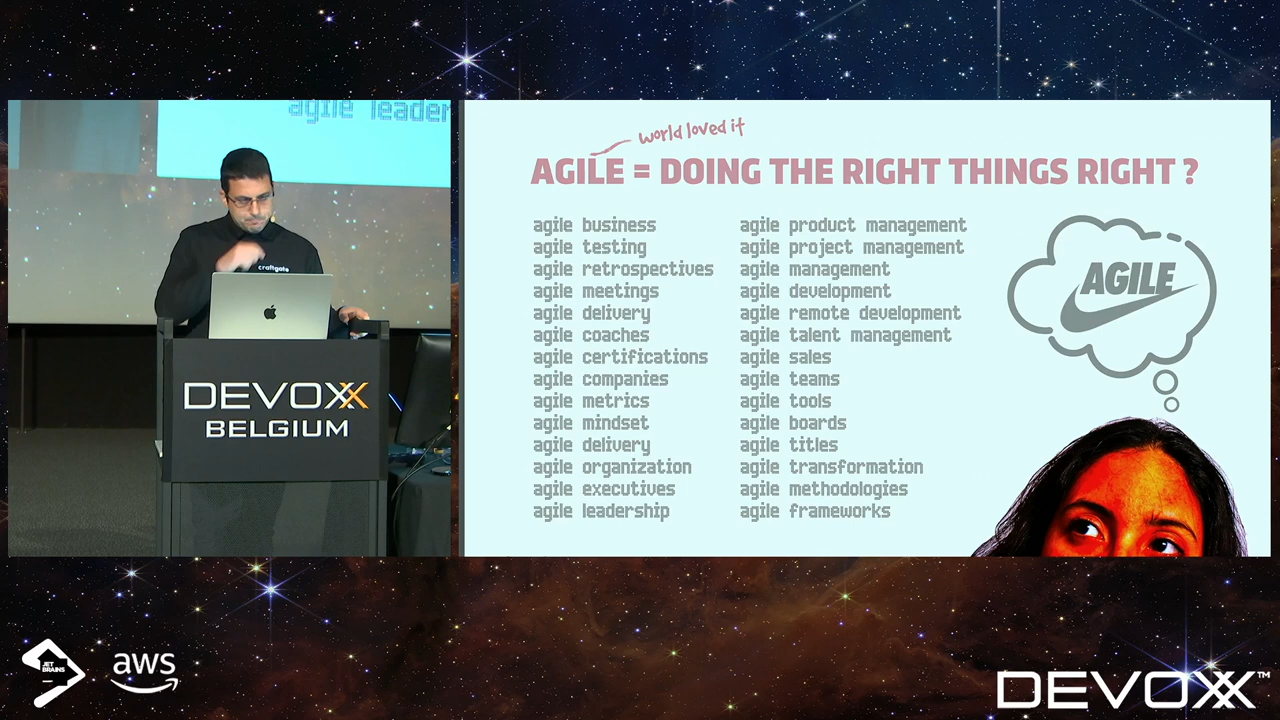 agile leader
craftgate
DEVOXX
BELGIUM
world loved it
AGILE = DOING THE RIGHT THINGS RIGHT ?
agile business
agile testing
agile retrospectives
agile meetings
agile delivery
agile coaches
agile certifications
agile companies
agile metrics
agile mindset
agile delivery
agile organization
agile executives
agile leadership
agile product management
agile project management
agile management
agile development
agile remote development
agile talent management
agile sales
agile teams
agile tools
agile boards
agile titles
agile transformation
agile methodologies
agile frameworks
AGILE
JET
BRAINS
aws
DEVOXX™